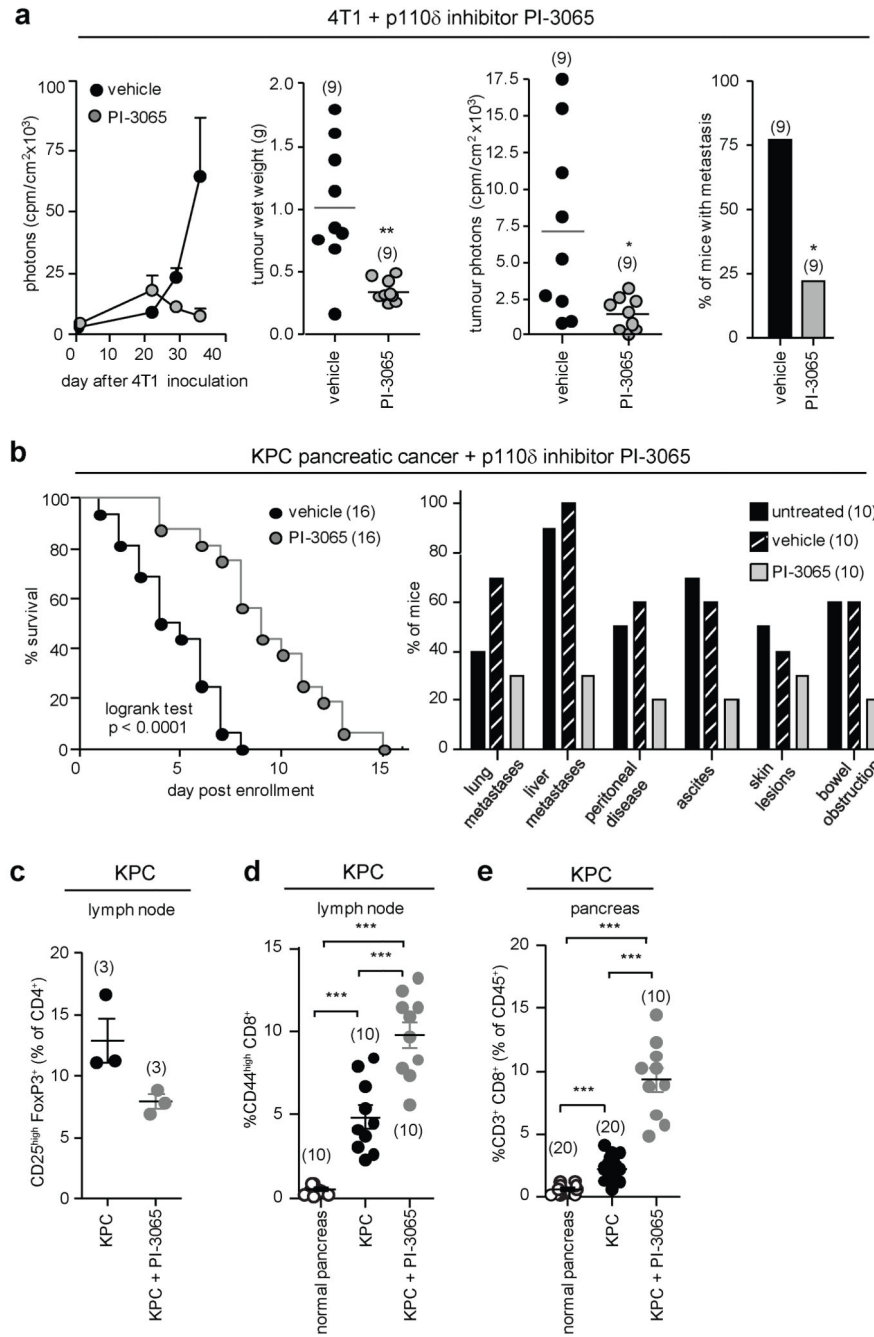 a
4T1 + p110δ inhibitor PI-3065
vehicle
PI-3065
photons (cpm/cm²x10³)
100
75
50
25
0
0
20
30
40
day after 4T1 inoculation
tumour wet weight (g)
2.0
1.5
1.0
0.5
0.0
(9)
**
(9)
vehicle
PI-3065
tumour photons (cpm/cm²x10³)
17.5
15.0
12.5
10.0
7.5
5.0
2.5
0.0
(9)
*
(9)
vehicle
PI-3065
% of mice with metastasis
100
75
50
25
0
(9)
*
(9)
vehicle
PI-3065
b
KPC pancreatic cancer + p110δ inhibitor PI-3065
% survival
100
80
60
40
20
0
0
5
10
15
day post enrollment
vehicle (16)
PI-3065 (16)
logrank test
p < 0.0001
% of mice
100
80
60
40
20
0
untreated (10)
vehicle (10)
PI-3065 (10)
lung
metastases
liver
metastases
peritoneal
disease
ascites
skin
lesions
bowel
obstruction
c
KPC
lymph node
CD25ʰⁱᵍʰ FoxP3⁺ (% of CD4⁺)
20
15
10
5
0
(3)
(3)
KPC
KPC + PI-3065
d
KPC
lymph node
%CD44ʰⁱᵍʰ CD8⁺
15
10
5
0
***
***
***
(10)
(10)
(10)
normal pancreas
KPC
KPC + PI-3065
e
KPC
pancreas
%CD3⁺ CD8⁺ (% of CD45⁺)
20
15
10
5
0
***
***
***
(20)
(20)
(10)
normal pancreas
KPC
KPC + PI-3065